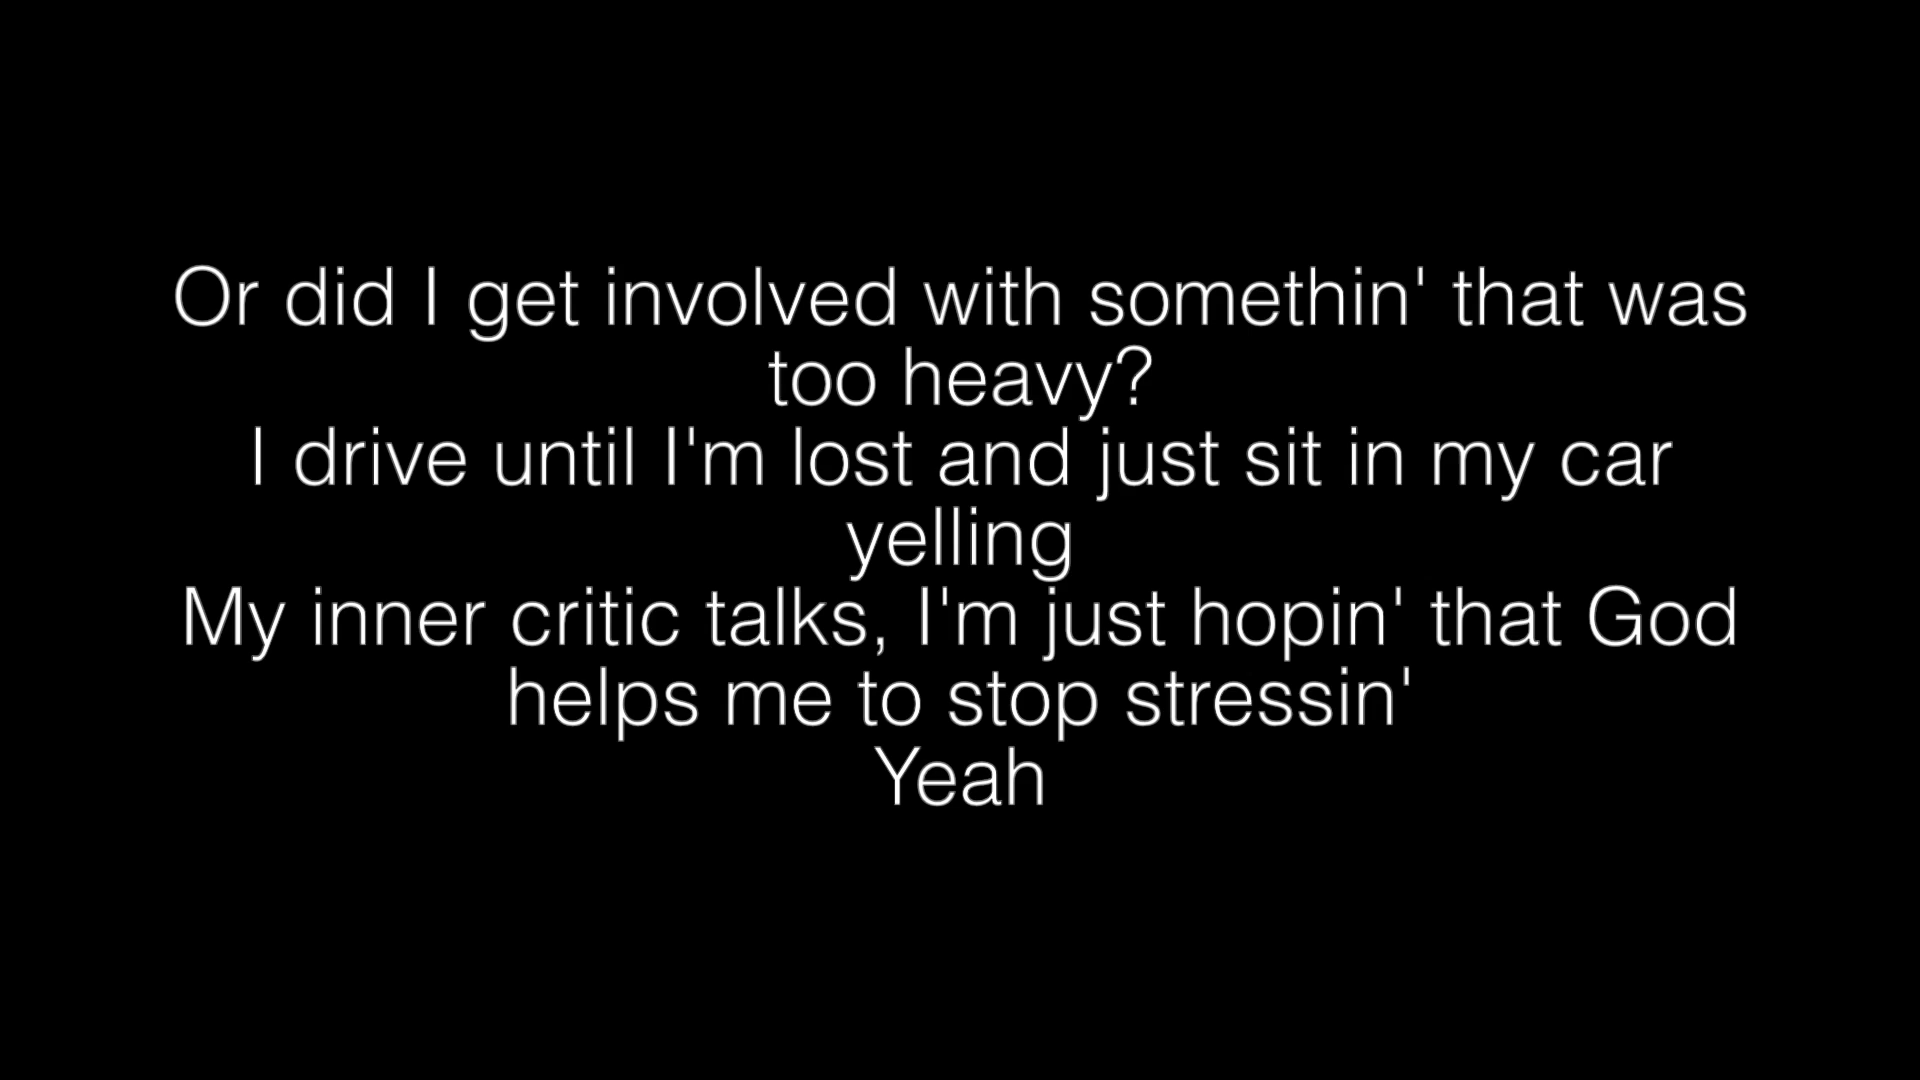 Or did I get involved with somethin' that was
too heavy?
I drive until I'm lost and just sit in my car
yelling
My inner critic talks, I'm just hopin' that God
helps me to stop stressin'
Yeah